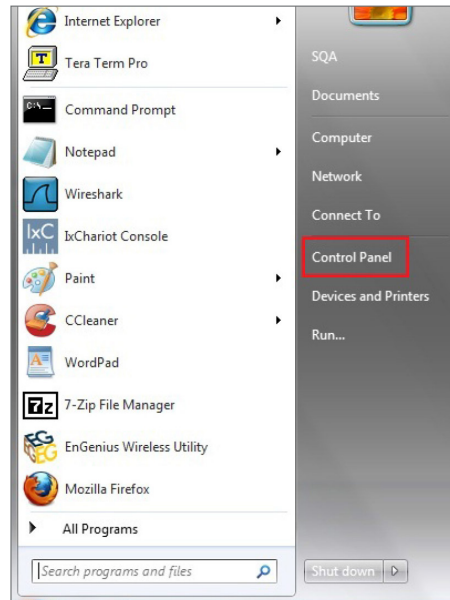 Internet Explorer
Tera Term Pro
C:\_
Command Prompt
Notepad
Wireshark
IxC
IxChariot Console
Paint
CCleaner
WordPad
7z
7-Zip File Manager
EnGenius Wireless Utility
Mozilla Firefox
All Programs
Search programs and files
SQA
Documents
Computer
Network
Connect To
Control Panel
Devices and Printers
Run...
Shut down